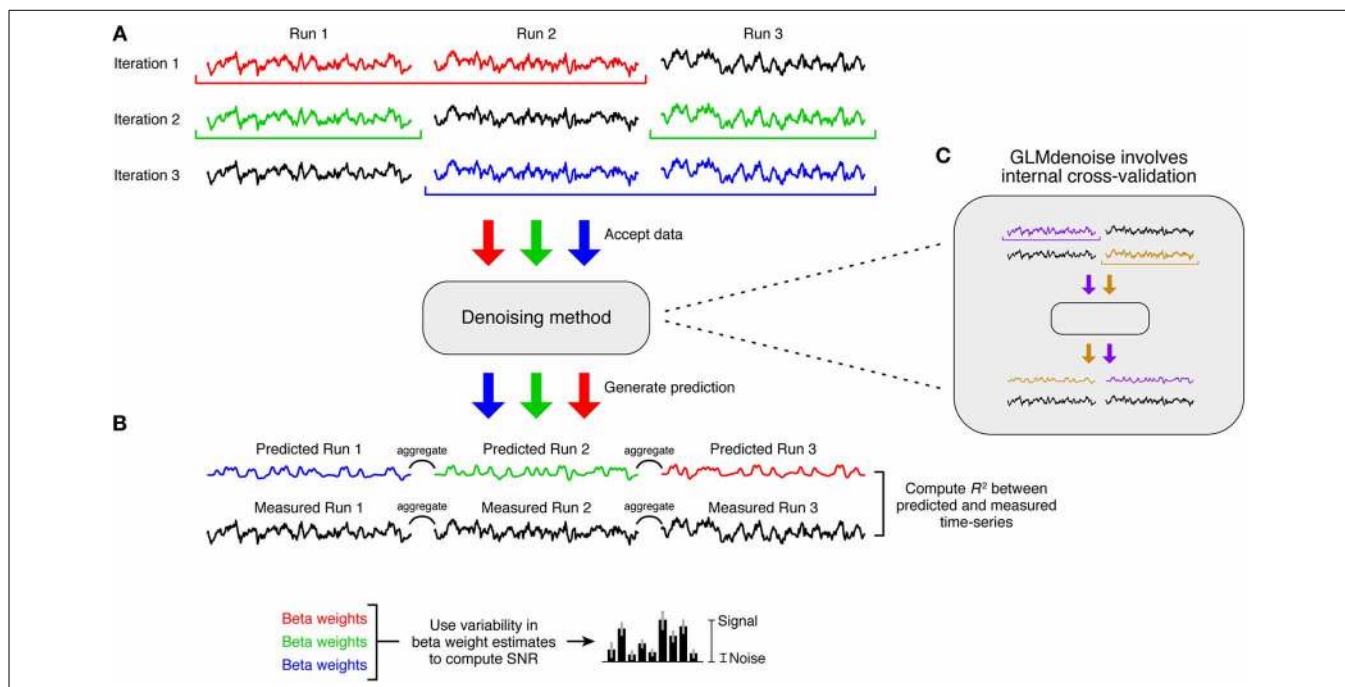 A
Run 1
Run 2
Run 3
Iteration 1
Iteration 2
Iteration 3
Accept data
Denoising method
Generate prediction
C
GLMdenoise involves
internal cross-validation
B
Predicted Run 1
aggregate
Predicted Run 2
aggregate
Predicted Run 3
Measured Run 1
aggregate
Measured Run 2
aggregate
Measured Run 3
Compute R² between
predicted and measured
time-series
Beta weights
Beta weights
Beta weights
Use variability in
beta weight estimates
to compute SNR
Signal
Noise